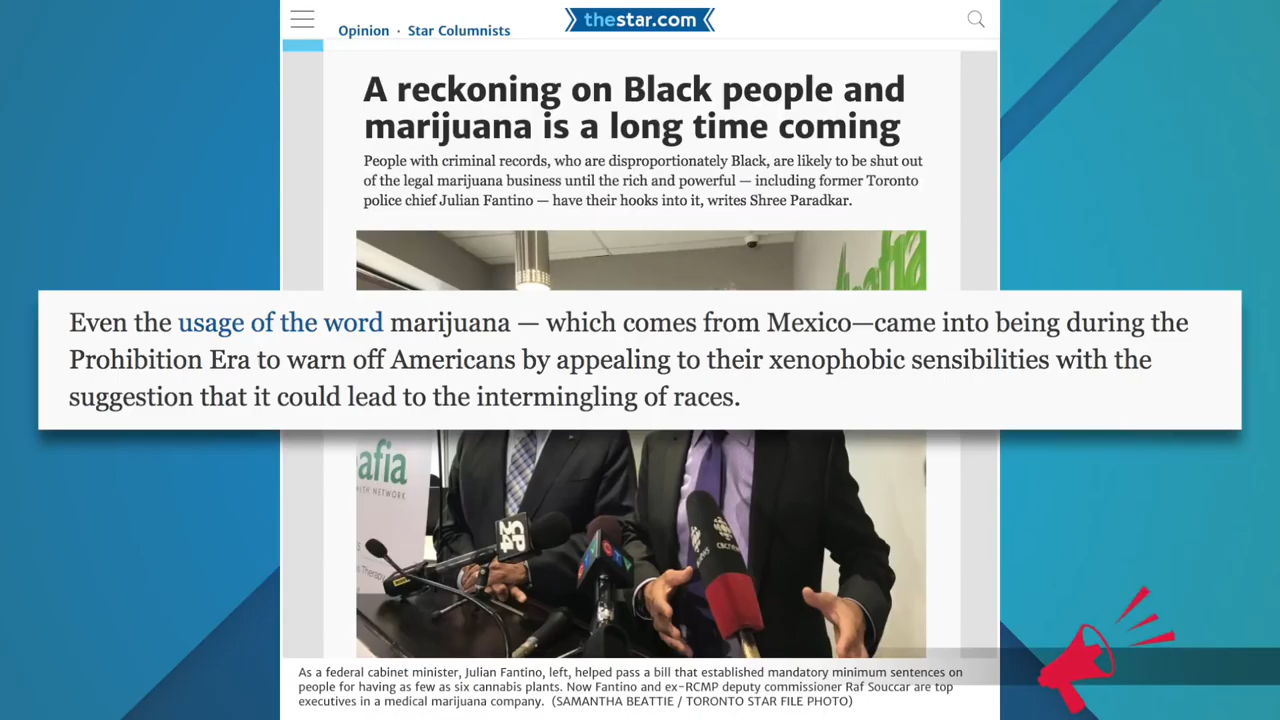 thestar.com
Opinion · Star Columnists
A reckoning on Black people and
marijuana is a long time coming
People with criminal records, who are disproportionately Black, are likely to be shut out
of the legal marijuana business until the rich and powerful — including former Toronto
police chief Julian Fantino — have their hooks into it, writes Shree Paradkar.
Even the usage of the word marijuana — which comes from Mexico—came into being during the
Prohibition Era to warn off Americans by appealing to their xenophobic sensibilities with the
suggestion that it could lead to the intermingling of races.
afia
TH NETWORK
CP
24
CBC
As a federal cabinet minister, Julian Fantino, left, helped pass a bill that established mandatory minimum sentences on
people for having as few as six cannabis plants. Now Fantino and ex-RCMP deputy commissioner Raf Souccar are top
executives in a medical marijuana company. (SAMANTHA BEATTIE / TORONTO STAR FILE PHOTO)